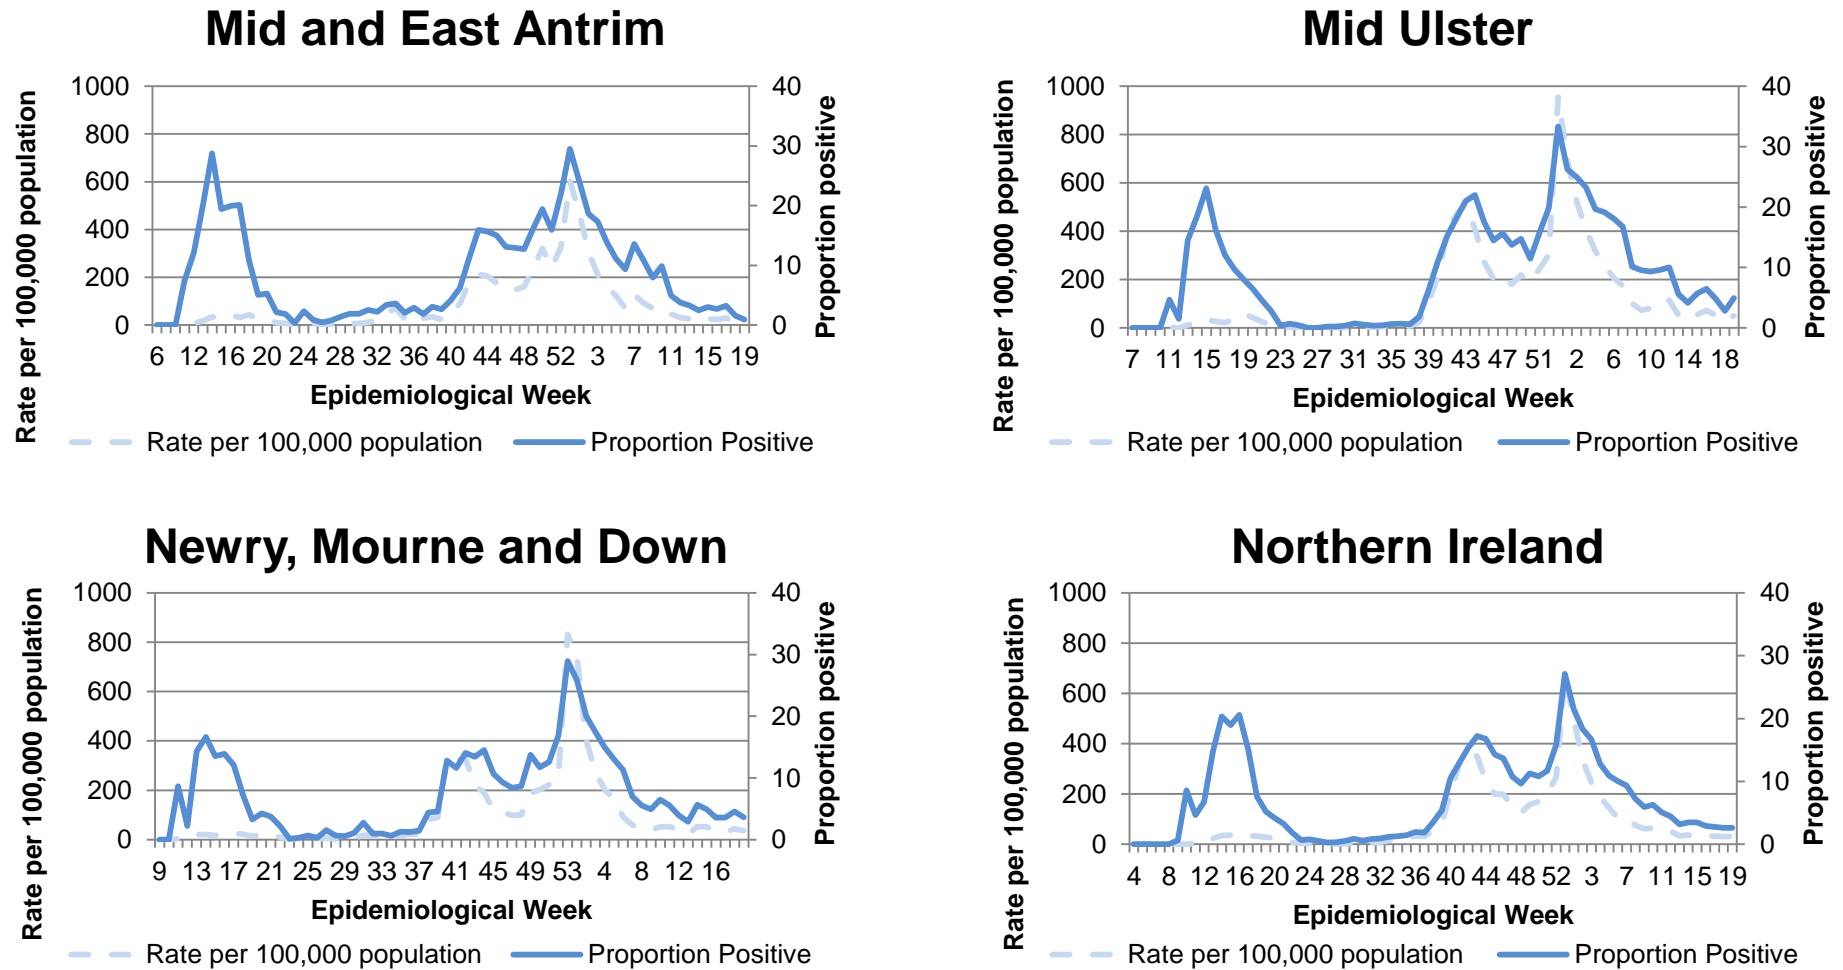 Mid and East Antrim
Rate per 100,000 population
1000
800
600
400
200
0
40
30
20
10
0
Proportion positive
6 12 16 20 24 28 32 36 40 44 48 52 3 7 11 15 19
Epidemiological Week
Rate per 100,000 population Proportion Positive
Mid Ulster
Rate per 100,000 population
1000
800
600
400
200
0
40
30
20
10
0
Proportion positive
7 11 15 19 23 27 31 35 39 43 47 51 2 6 10 14 18
Epidemiological Week
Rate per 100,000 population Proportion Positive
Newry, Mourne and Down
Rate per 100,000 population
1000
800
600
400
200
0
40
30
20
10
0
Proportion positive
9 13 17 21 25 29 33 37 41 45 49 53 4 8 12 16
Epidemiological Week
Rate per 100,000 population Proportion Positive
Northern Ireland
Rate per 100,000 population
1000
800
600
400
200
0
40
30
20
10
0
Proportion positive
4 8 12 16 20 24 28 32 36 40 44 48 52 3 7 11 15 19
Epidemiological Week
Rate per 100,000 population Proportion Positive